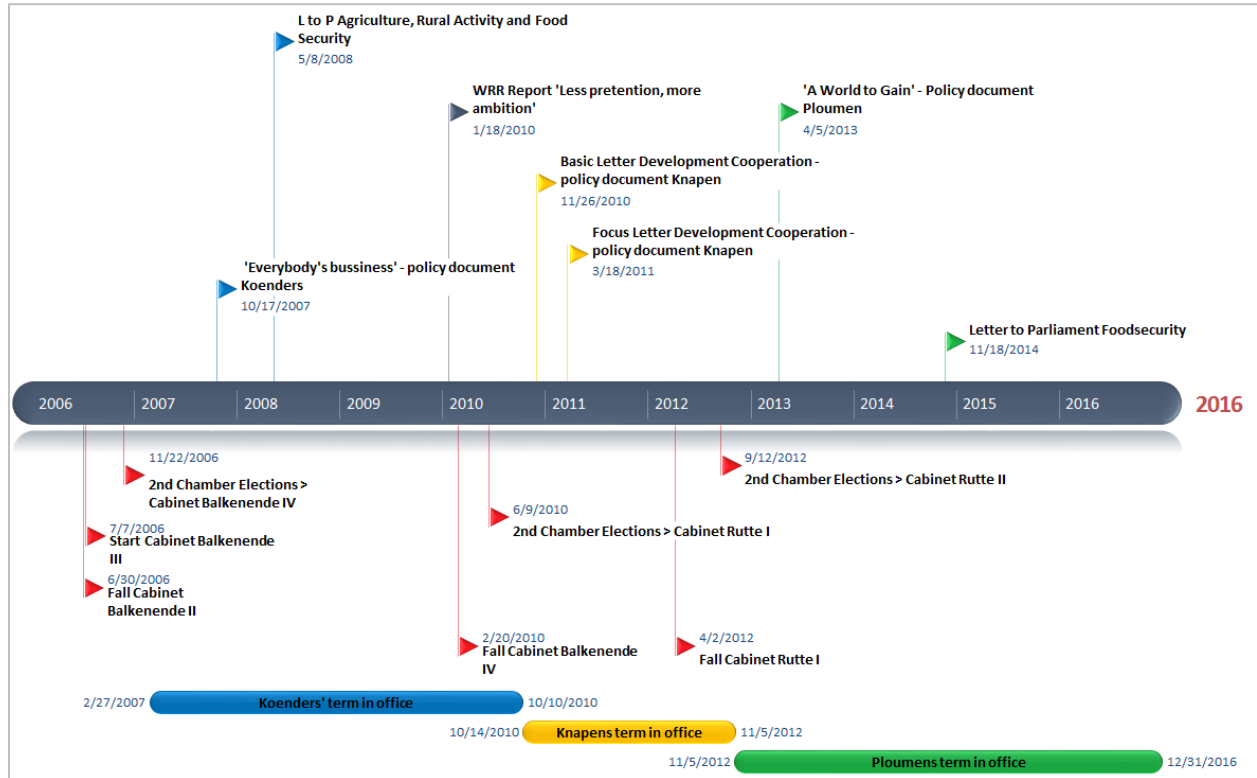 L to P Agriculture, Rural Activity and Food
Security
5/8/2008
WRR Report 'Less pretention, more
ambition'
1/18/2010
'A World to Gain' - Policy document
Ploumen
4/5/2013
Basic Letter Development Cooperation -
policy document Knapen
11/26/2010
Focus Letter Development Cooperation -
policy document Knapen
3/18/2011
'Everybody's bussiness' - policy document
Koenders
10/17/2007
Letter to Parliament Foodsecurity
11/18/2014
2006 2007 2008 2009 2010 2011 2012 2013 2014 2015 2016 2016
11/22/2006
2nd Chamber Elections >
Cabinet Balkenende IV
7/7/2006
Start Cabinet Balkenende
III
6/30/2006
Fall Cabinet
Balkenende II
6/9/2010
2nd Chamber Elections > Cabinet Rutte I
2/20/2010
Fall Cabinet Balkenende
IV
9/12/2012
2nd Chamber Elections > Cabinet Rutte II
4/2/2012
Fall Cabinet Rutte I
2/27/2007 Koenders' term in office 10/10/2010
10/14/2010 Knapens term in office 11/5/2012
11/5/2012 Ploumens term in office 12/31/2016